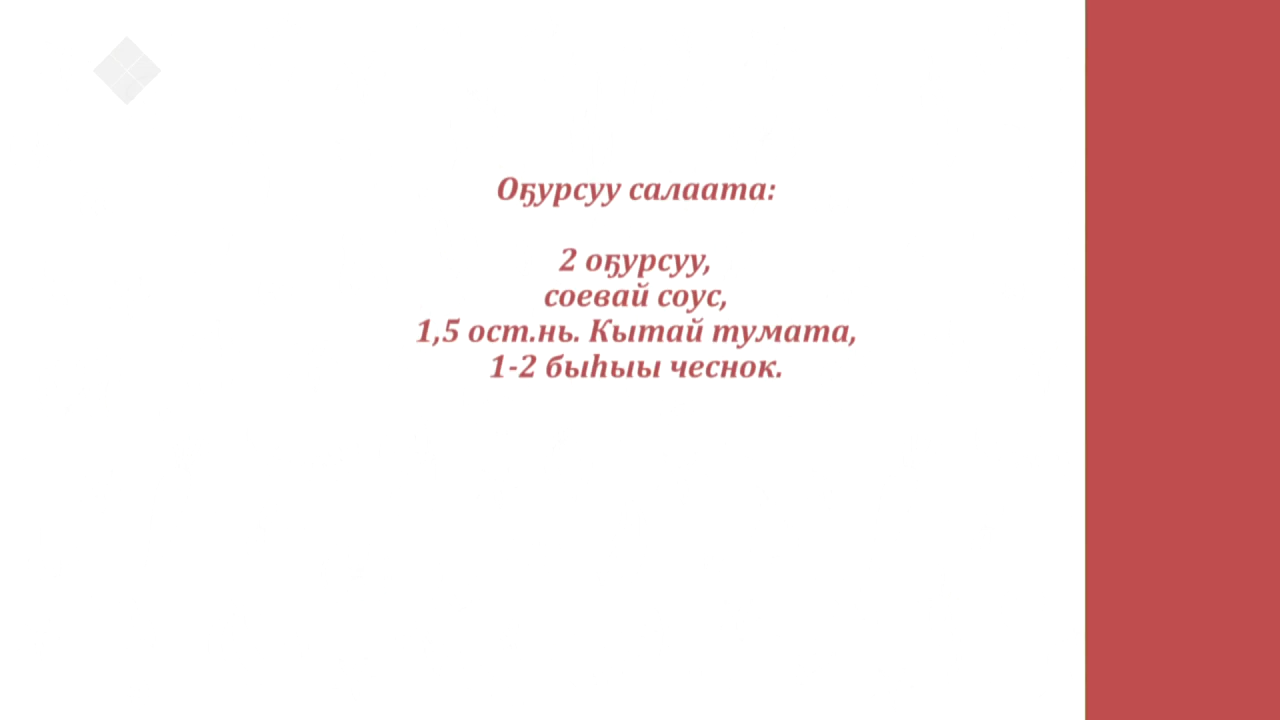 Оҕурсуу салаата:
2 оҕурсуу,
соевай соус,
1,5 ост.нь. Кытай тумата,
1-2 быһыы чеснок.